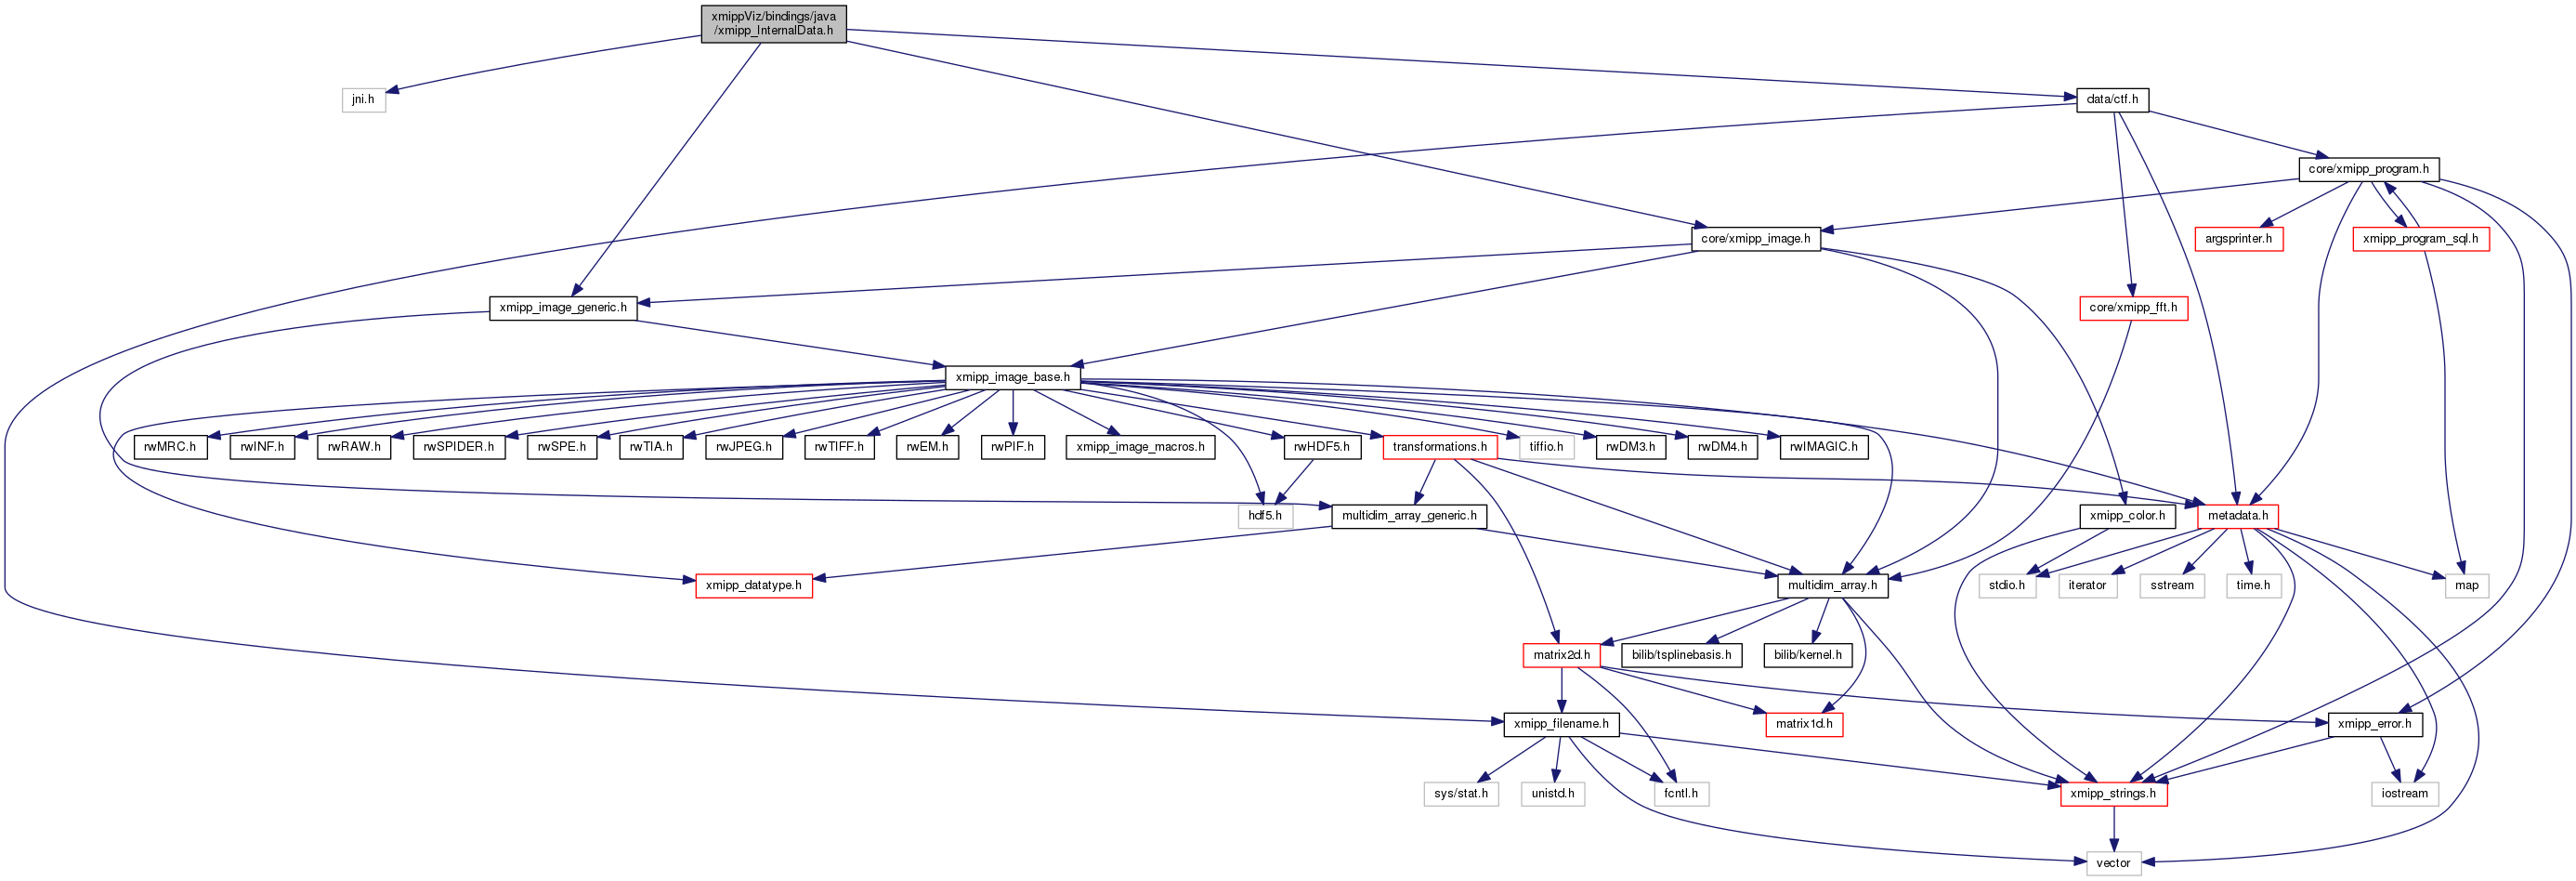 xmippViz/bindings/java
/xmipp_InternalData.h
jni.h
data/ctf.h
core/xmipp_program.h
core/xmipp_image.h
argsprinter.h
xmipp_program_sql.h
xmipp_image_generic.h
core/xmipp_fft.h
xmipp_image_base.h
rwMRC.h
rwINF.h
rwRAW.h
rwSPIDER.h
rwSPE.h
rwTIA.h
rwJPEG.h
rwTIFF.h
rwEM.h
rwPIF.h
xmipp_image_macros.h
rwHDF5.h
transformations.h
tiffio.h
rwDM3.h
rwDM4.h
rwIMAGIC.h
hdf5.h
multidim_array_generic.h
xmipp_color.h
metadata.h
xmipp_datatype.h
multidim_array.h
stdio.h
iterator
sstream
time.h
map
matrix2d.h
bilib/tsplinebasis.h
bilib/kernel.h
xmipp_filename.h
matrix1d.h
xmipp_error.h
sys/stat.h
unistd.h
fcntl.h
xmipp_strings.h
iostream
vector